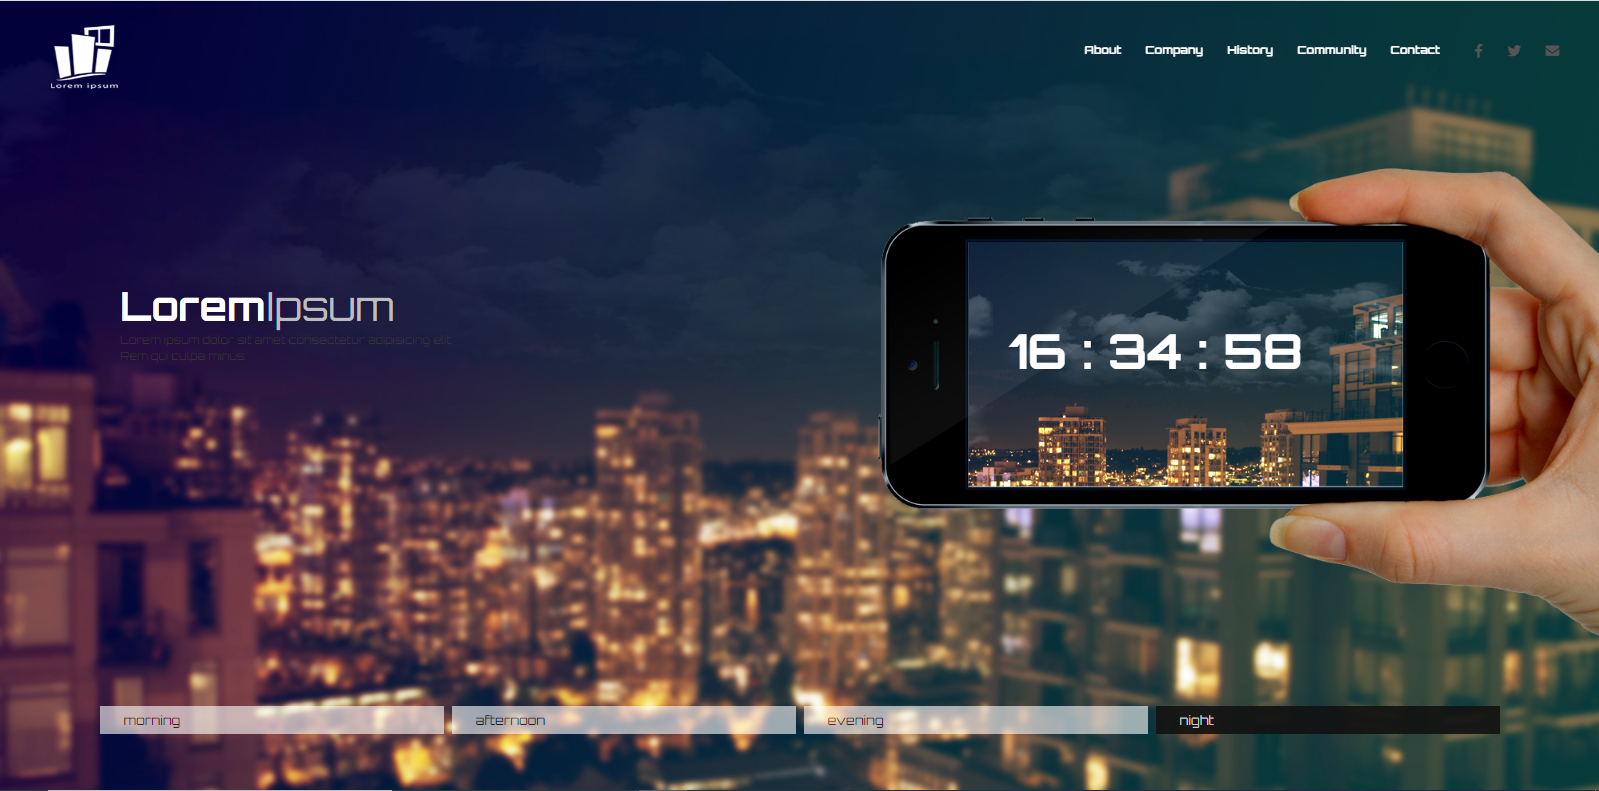 Lorem ipsum
About Company History Community Contact
LoremIpsum
Lorem ipsum dolor sit amet consectetur adipisicing elit.
Rem qui culpa minus.
16 : 34 : 58
morning afternoon evening night